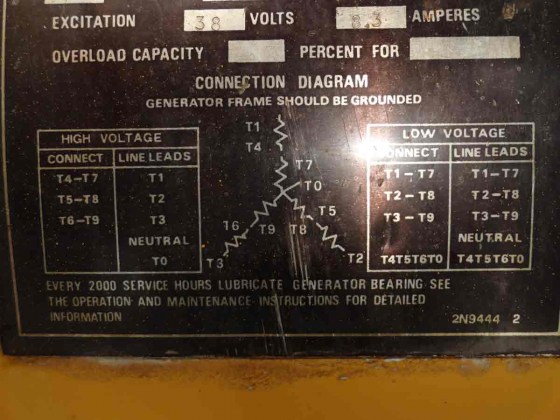 EXCITATION 38 VOLTS 8.3 AMPERES
OVERLOAD CAPACITY PERCENT FOR
CONNECTION DIAGRAM
GENERATOR FRAME SHOULD BE GROUNDED
HIGH VOLTAGE
CONNECT LINE LEADS
T4-T7 T1
T5-T8 T2
T6-T9 T3
NEUTRAL
T0
T1
T4
T7
T0
T6 T5
T9 T8
T3 T2
LOW VOLTAGE
CONNECT LINE LEADS
T1-T7 T1-T7
T2-T8 T2-T8
T3-T9 T3-T9
NEUTRAL
T4T5T6T0 T4T5T6T0
EVERY 2000 SERVICE HOURS LUBRICATE GENERATOR BEARING SEE
THE OPERATION AND MAINTENANCE INSTRUCTIONS FOR DETAILED
INFORMATION
2N9444 2